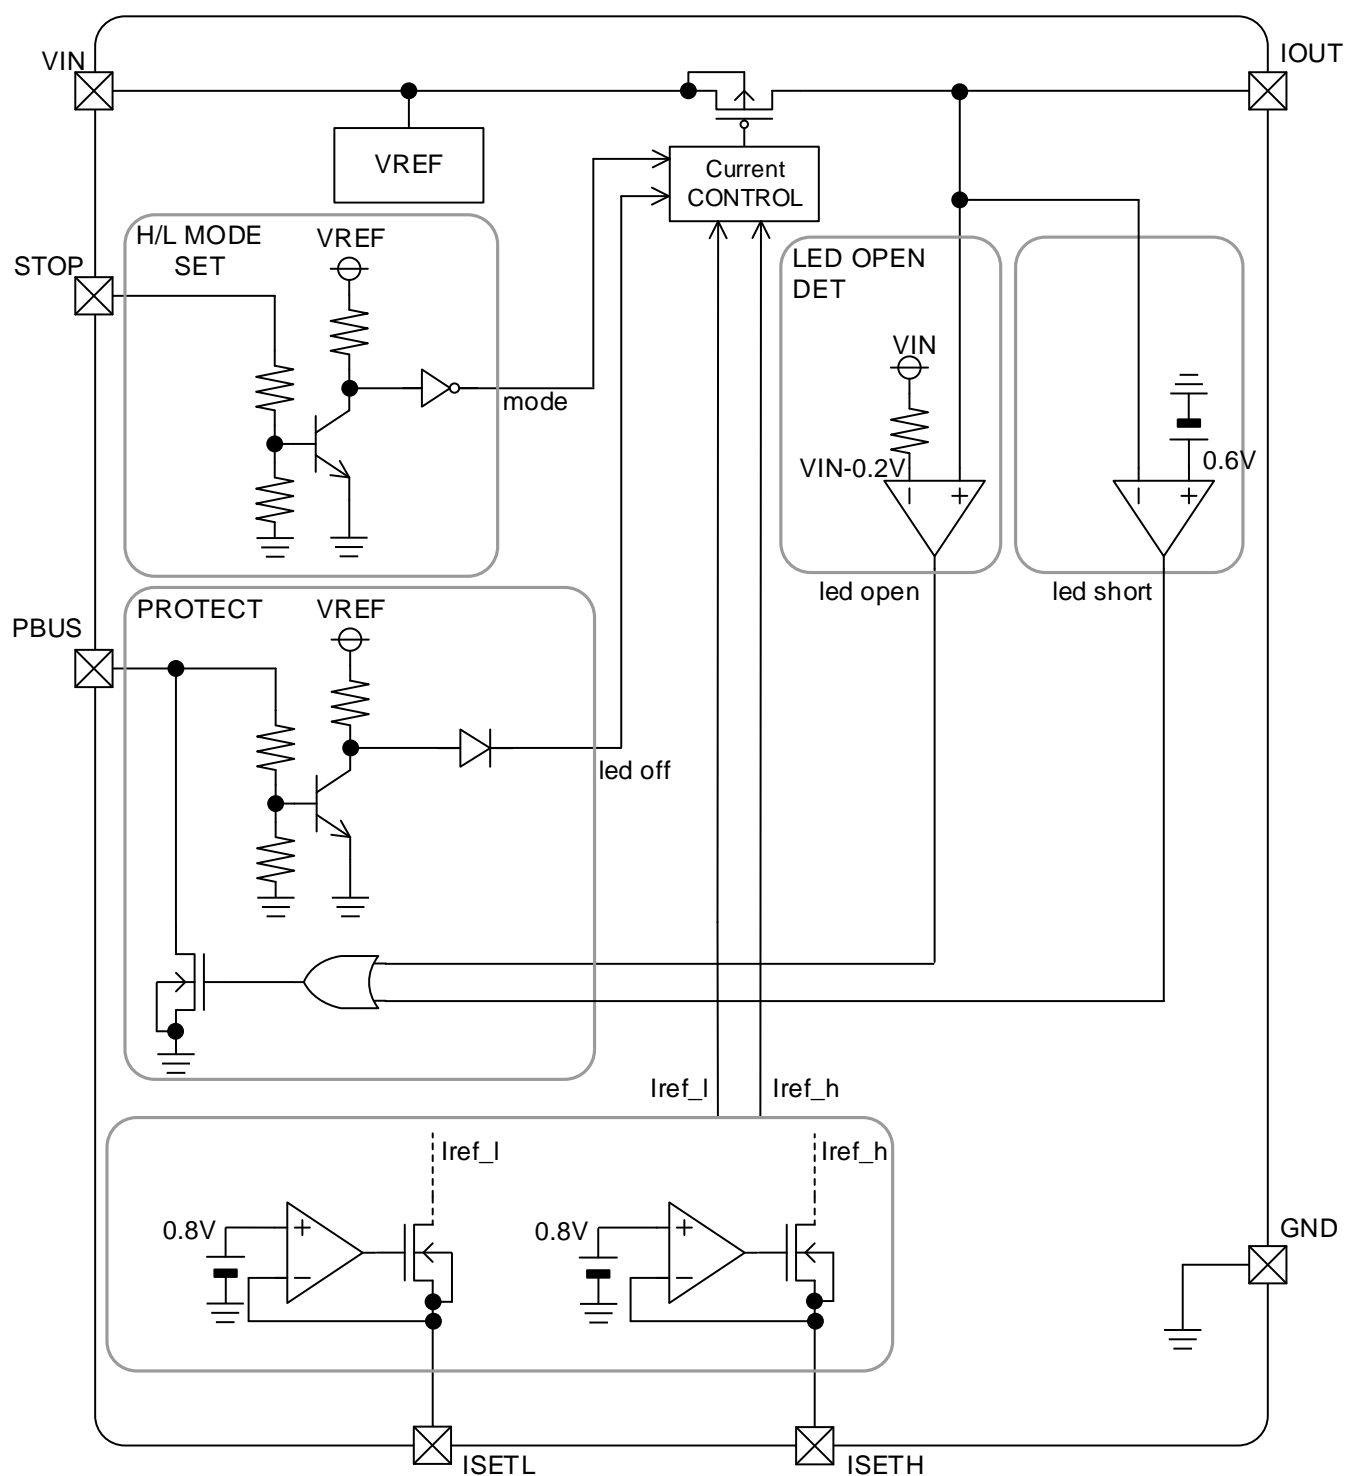 VIN
IOUT
VREF
Current
CONTROL
H/L MODE
SET
VREF
STOP
mode
LED OPEN
DET
VIN
VIN-0.2V
0.6V
−
+
−
+
led open
led short
PROTECT
VREF
PBUS
led off
Iref_l
Iref_h
Iref_l
Iref_h
0.8V
+
−
0.8V
+
−
GND
ISETL
ISETH